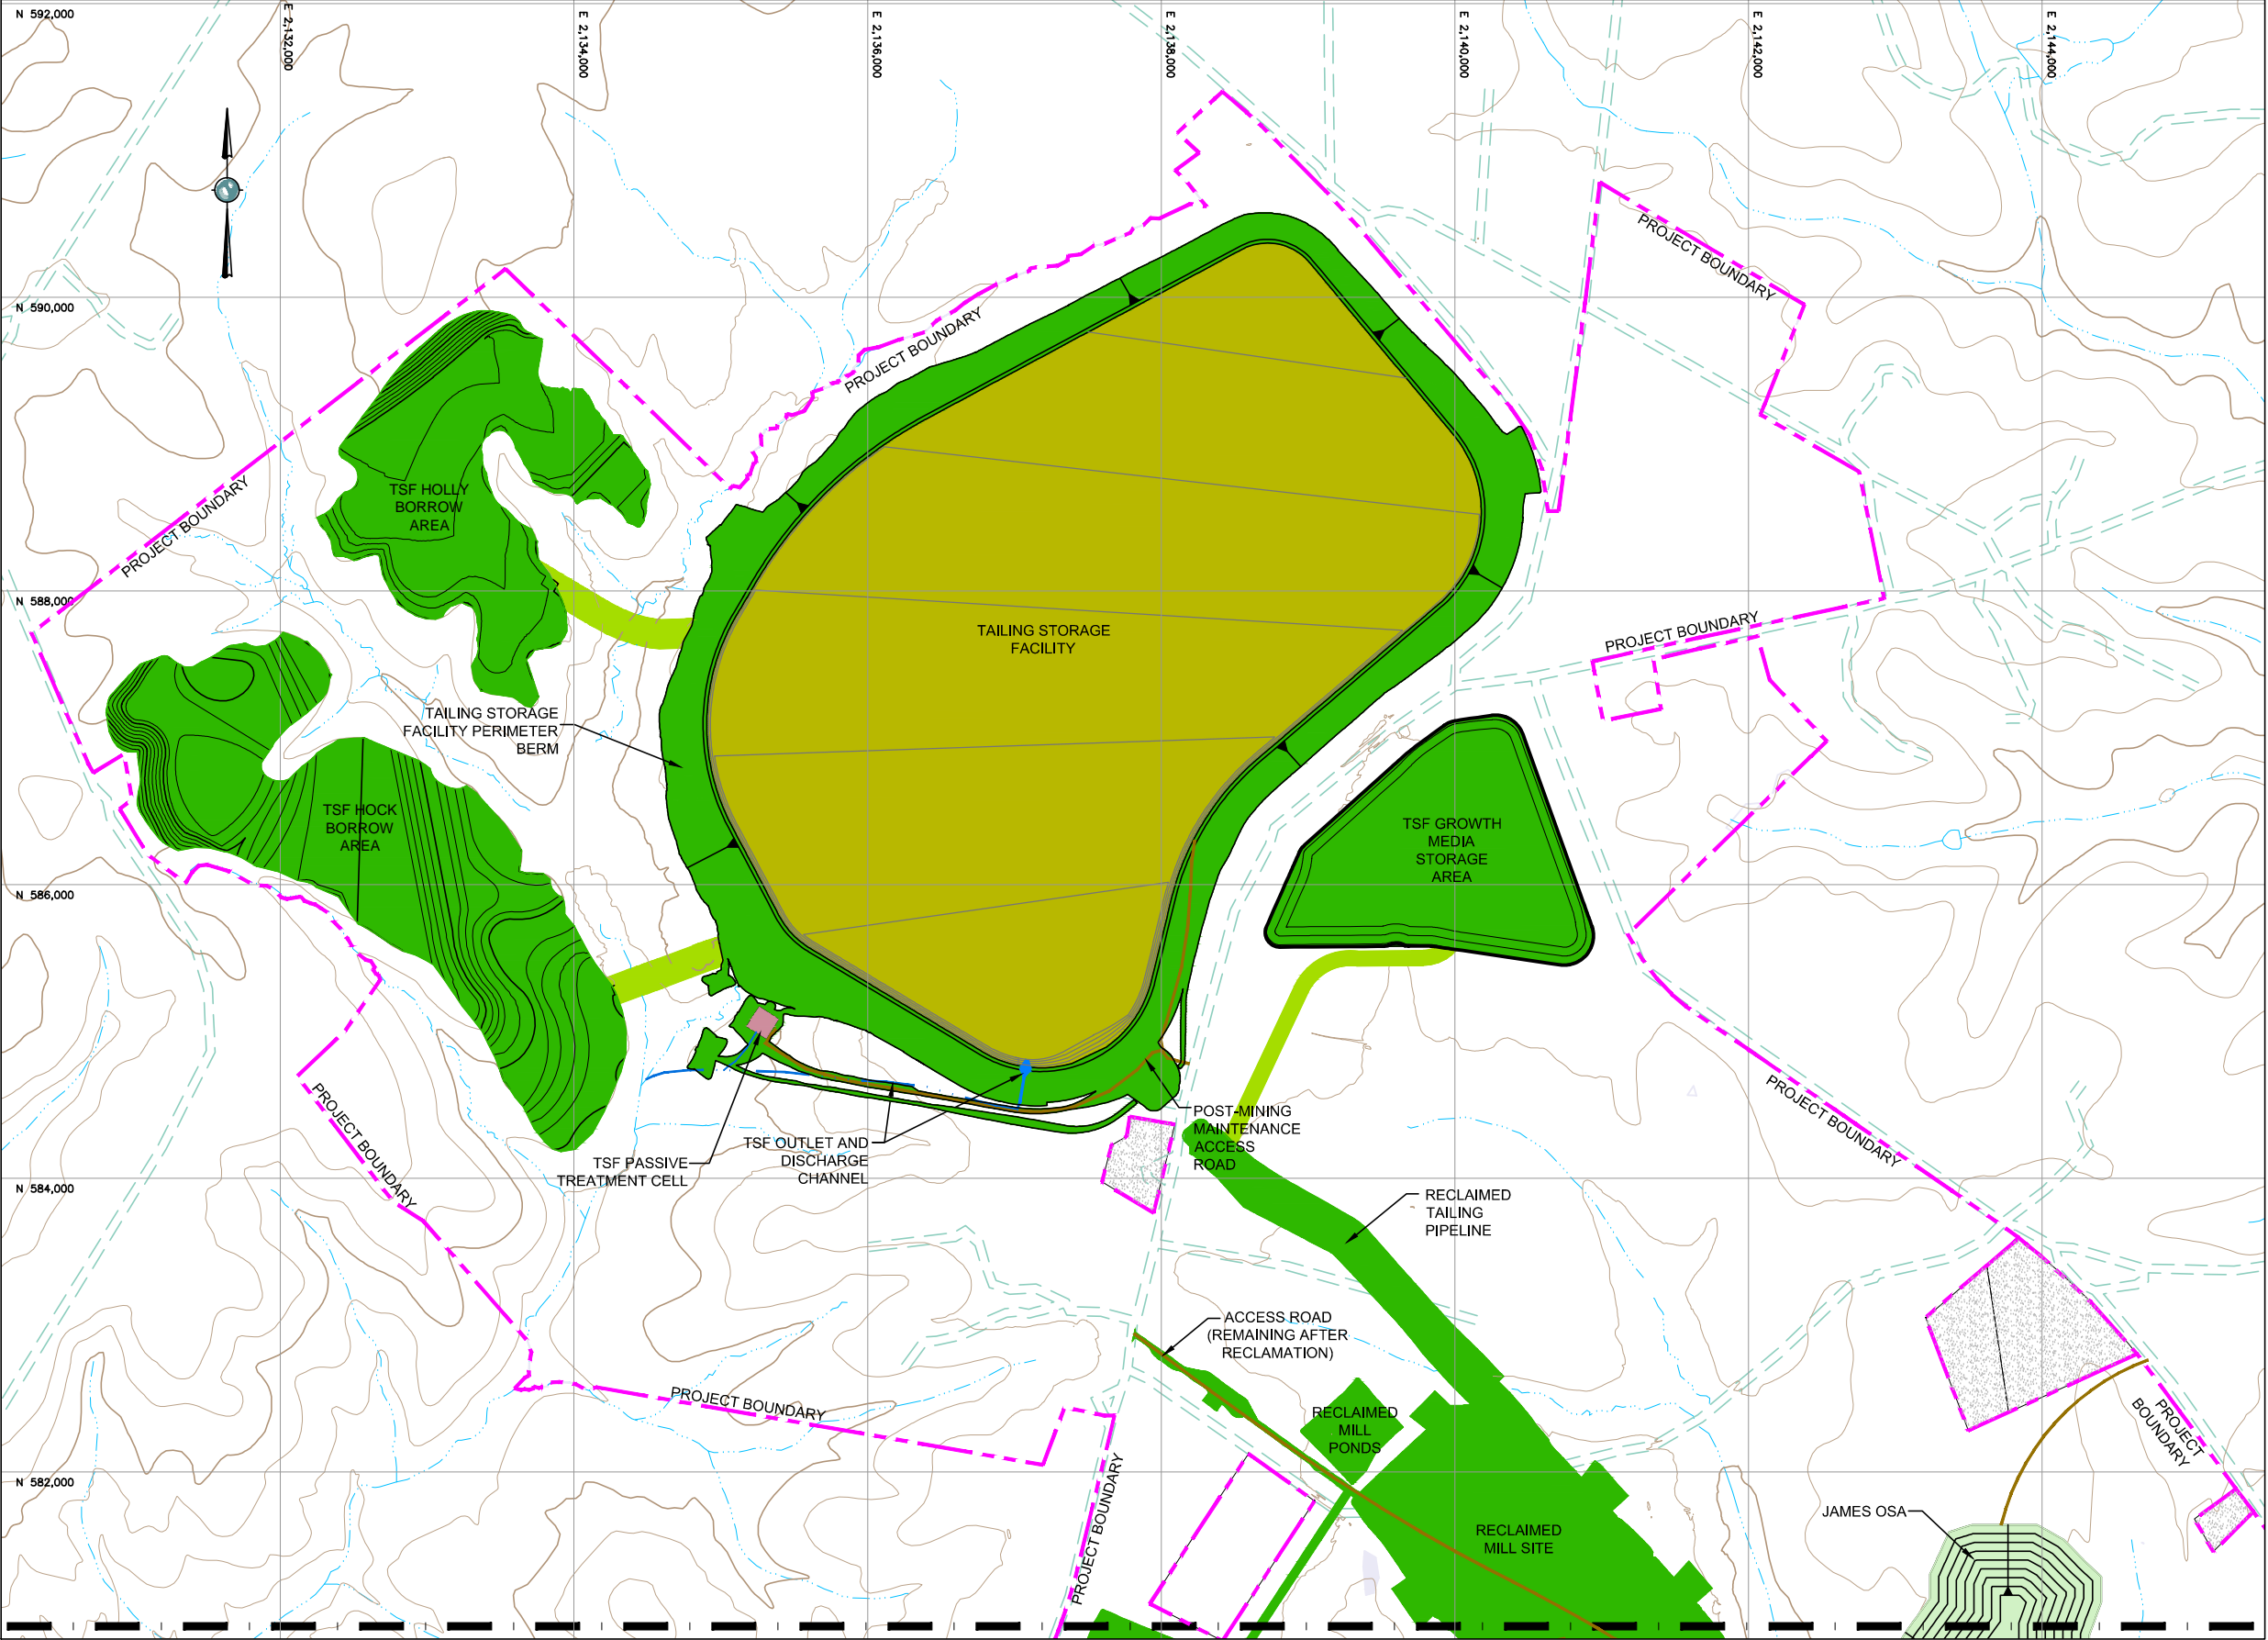 N 592,000
E 2,132,000
E 2,134,000
E 2,136,000
E 2,138,000
E 2,140,000
E 2,142,000
E 2,144,000
PROJECT BOUNDARY
N 590,000
PROJECT BOUNDARY
TSF HOLLY
BORROW
AREA
PROJECT BOUNDARY
N 588,000
TAILING STORAGE
FACILITY
PROJECT BOUNDARY
TAILING STORAGE
FACILITY PERIMETER
BERM
TSF HOCK
BORROW
AREA
TSF GROWTH
MEDIA
STORAGE
AREA
N 586,000
PROJECT BOUNDARY
PROJECT BOUNDARY
TSF PASSIVE
TREATMENT CELL
TSF OUTLET AND
DISCHARGE
CHANNEL
POST-MINING
MAINTENANCE
ACCESS
ROAD
N 584,000
RECLAIMED
TAILING
PIPELINE
ACCESS ROAD
(REMAINING AFTER
RECLAMATION)
PROJECT BOUNDARY
RECLAIMED
MILL
PONDS
PROJECT
BOUNDARY
N 582,000
PROJECT BOUNDARY
JAMES OSA
RECLAIMED
MILL SITE